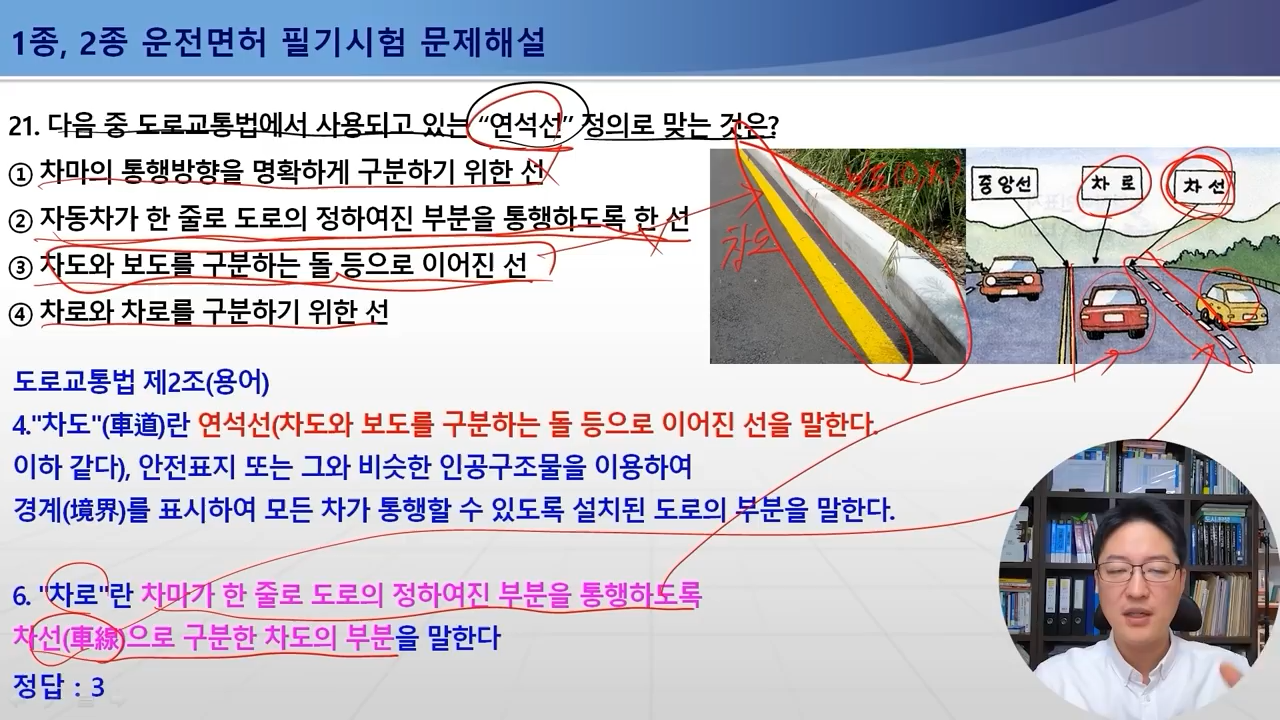 1종, 2종 운전면허 필기시험 문제해설
21. 다음 중 도로교통법에서 사용되고 있는 “연석선” 정의로 맞는 것은?
① 차마의 통행방향을 명확하게 구분하기 위한 선
② 자동차가 한 줄로 도로의 정하여진 부분을 통행하도록 한 선
③ 차도와 보도를 구분하는 돌 등으로 이어진 선
④ 차로와 차로를 구분하기 위한 선
차도
중앙선
차 로
차 선
도로교통법 제2조(용어)
4."차도"(車道)란 연석선(차도와 보도를 구분하는 돌 등으로 이어진 선을 말한다.
이하 같다), 안전표지 또는 그와 비슷한 인공구조물을 이용하여
경계(境界)를 표시하여 모든 차가 통행할 수 있도록 설치된 도로의 부분을 말한다.
6. "차로"란 차마가 한 줄로 도로의 정하여진 부분을 통행하도록
차선(車線)으로 구분한 차도의 부분을 말한다
정답 : 3